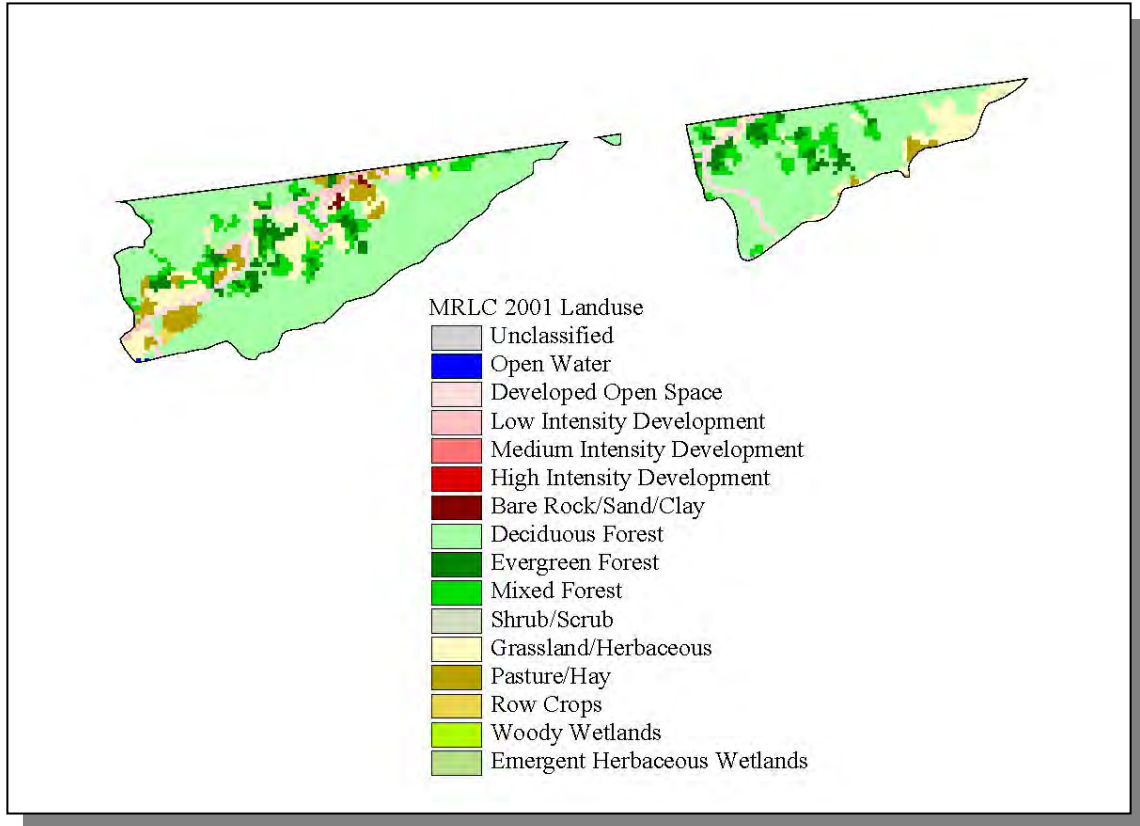 MRLC 2001 Landuse
Unclassified
Open Water
Developed Open Space
Low Intensity Development
Medium Intensity Development
High Intensity Development
Bare Rock/Sand/Clay
Deciduous Forest
Evergreen Forest
Mixed Forest
Shrub/Scrub
Grassland/Herbaceous
Pasture/Hay
Row Crops
Woody Wetlands
Emergent Herbaceous Wetlands